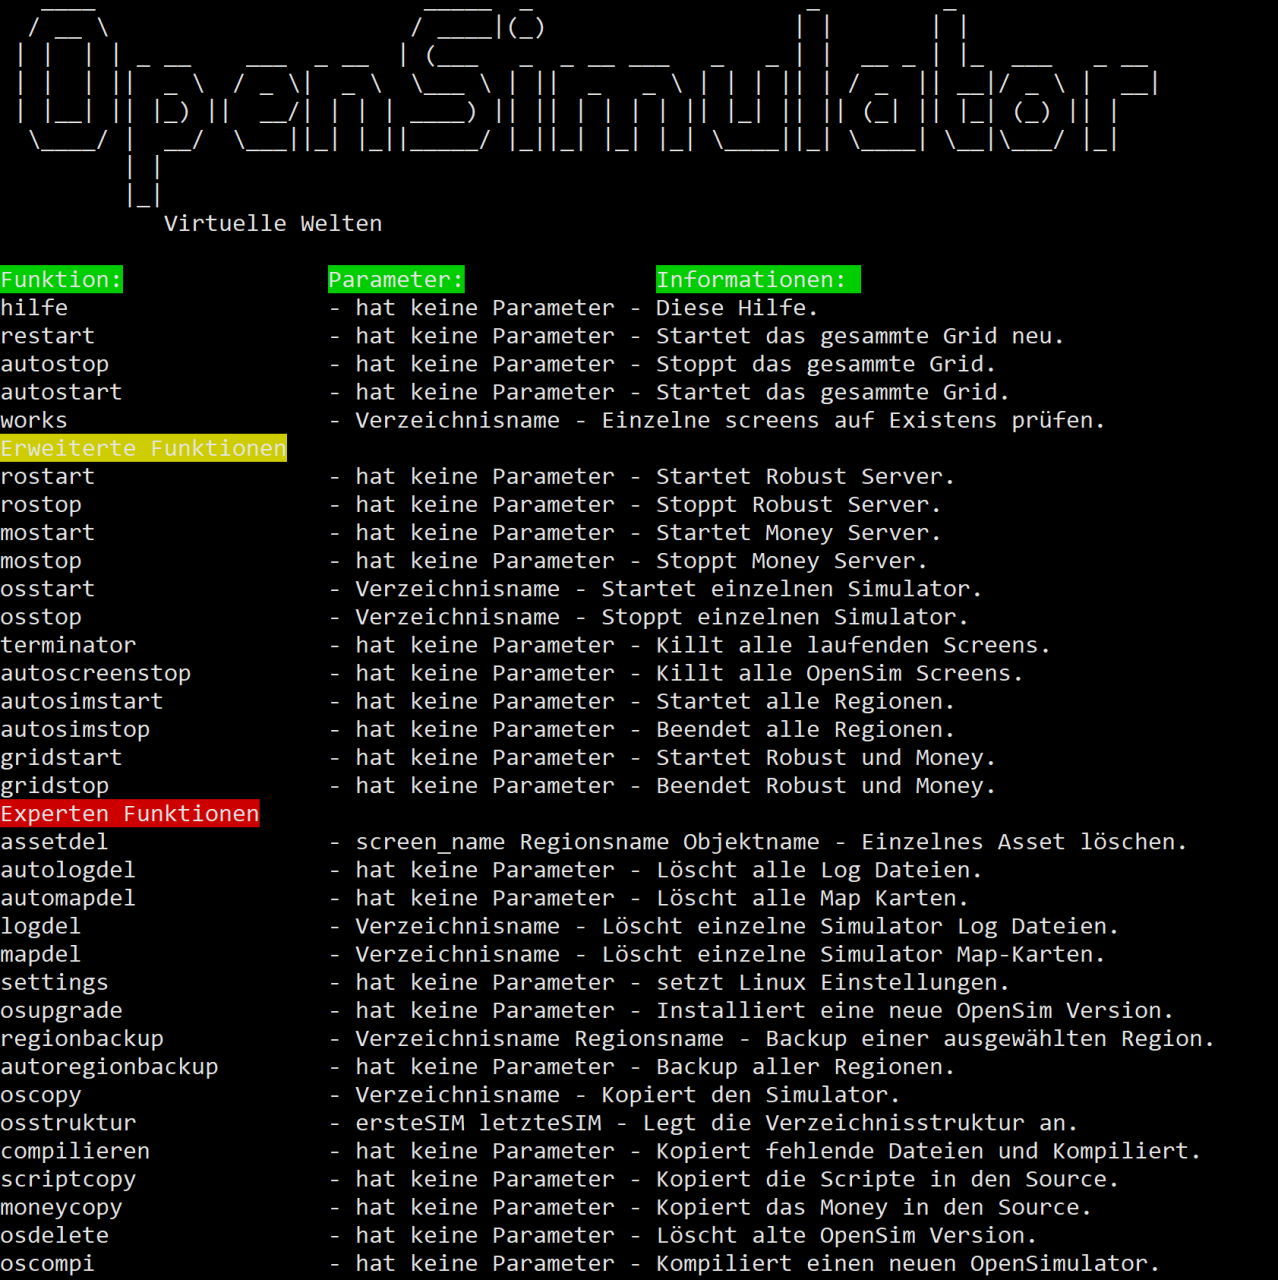 OpenSimulator
Virtuelle Welten
Funktion: Parameter: Informationen:
hilfe - hat keine Parameter - Diese Hilfe.
restart - hat keine Parameter - Startet das gesammte Grid neu.
autostop - hat keine Parameter - Stoppt das gesammte Grid.
autostart - hat keine Parameter - Startet das gesammte Grid.
works - Verzeichnisname - Einzelne screens auf Existens prüfen.
Erweiterte Funktionen
rostart - hat keine Parameter - Startet Robust Server.
rostop - hat keine Parameter - Stoppt Robust Server.
mostart - hat keine Parameter - Startet Money Server.
mostop - hat keine Parameter - Stoppt Money Server.
osstart - Verzeichnisname - Startet einzelnen Simulator.
osstop - Verzeichnisname - Stoppt einzelnen Simulator.
terminator - hat keine Parameter - Killt alle laufenden Screens.
autoscreenstop - hat keine Parameter - Killt alle OpenSim Screens.
autosimstart - hat keine Parameter - Startet alle Regionen.
autosimstop - hat keine Parameter - Beendet alle Regionen.
gridstart - hat keine Parameter - Startet Robust und Money.
gridstop - hat keine Parameter - Beendet Robust und Money.
Experten Funktionen
assetdel - screen_name Regionsname Objektname - Einzelnes Asset löschen.
autologdel - hat keine Parameter - Löscht alle Log Dateien.
automapdel - hat keine Parameter - Löscht alle Map Karten.
logdel - Verzeichnisname - Löscht einzelne Simulator Log Dateien.
mapdel - Verzeichnisname - Löscht einzelne Simulator Map-Karten.
settings - hat keine Parameter - setzt Linux Einstellungen.
osupgrade - hat keine Parameter - Installiert eine neue OpenSim Version.
regionbackup - Verzeichnisname Regionsname - Backup einer ausgewählten Region.
autoregionbackup - hat keine Parameter - Backup aller Regionen.
oscopy - Verzeichnisname - Kopiert den Simulator.
osstruktur - ersteSIM letzteSIM - Legt die Verzeichnisstruktur an.
compilieren - hat keine Parameter - Kopiert fehlende Dateien und Kompiliert.
scriptcopy - hat keine Parameter - Kopiert die Scripte in den Source.
moneycopy - hat keine Parameter - Kopiert das Money in den Source.
osdelete - hat keine Parameter - Löscht alte OpenSim Version.
oscompi - hat keine Parameter - Kompiliert einen neuen OpenSimulator.